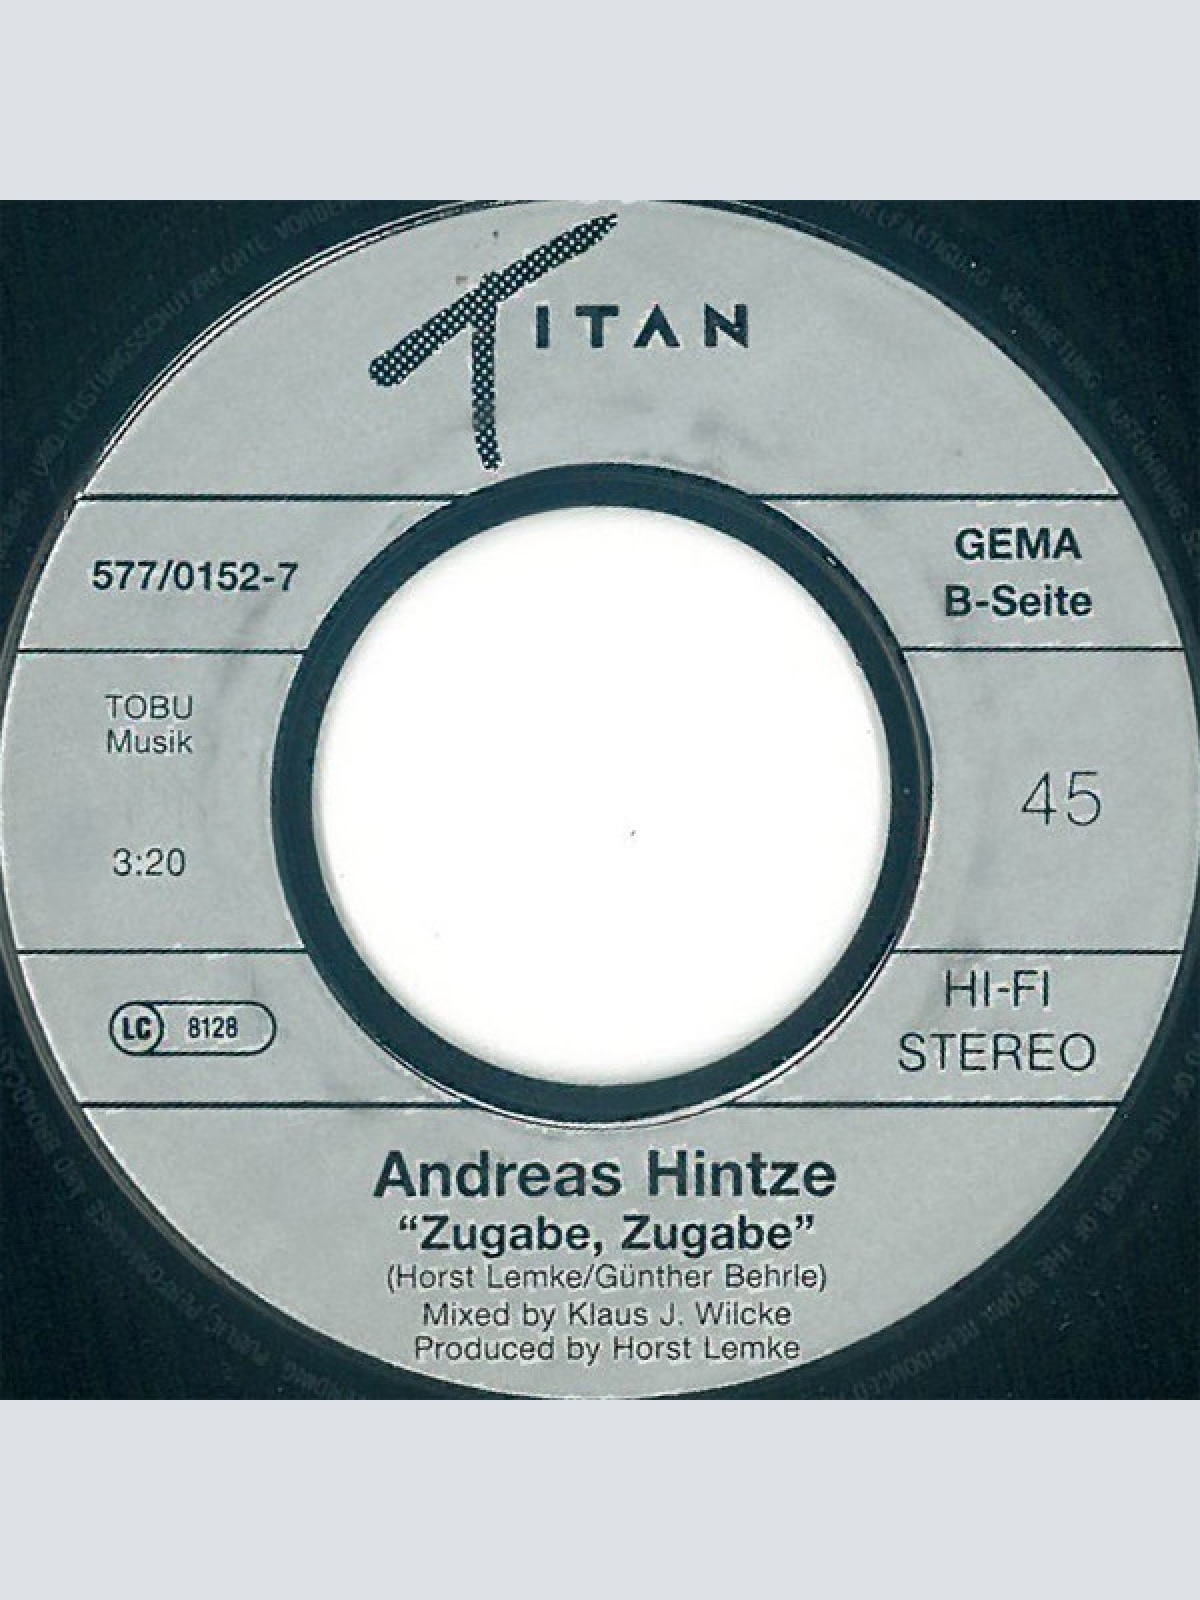 TITAN
577/0152-7
GEMA
B-Seite
TOBU
Musik
3:20
45
LC 8128
HI-FI
STEREO
Andreas Hintze
“Zugabe, Zugabe”
(Horst Lemke/Günther Behrle)
Mixed by Klaus J. Wilcke
Produced by Horst Lemke